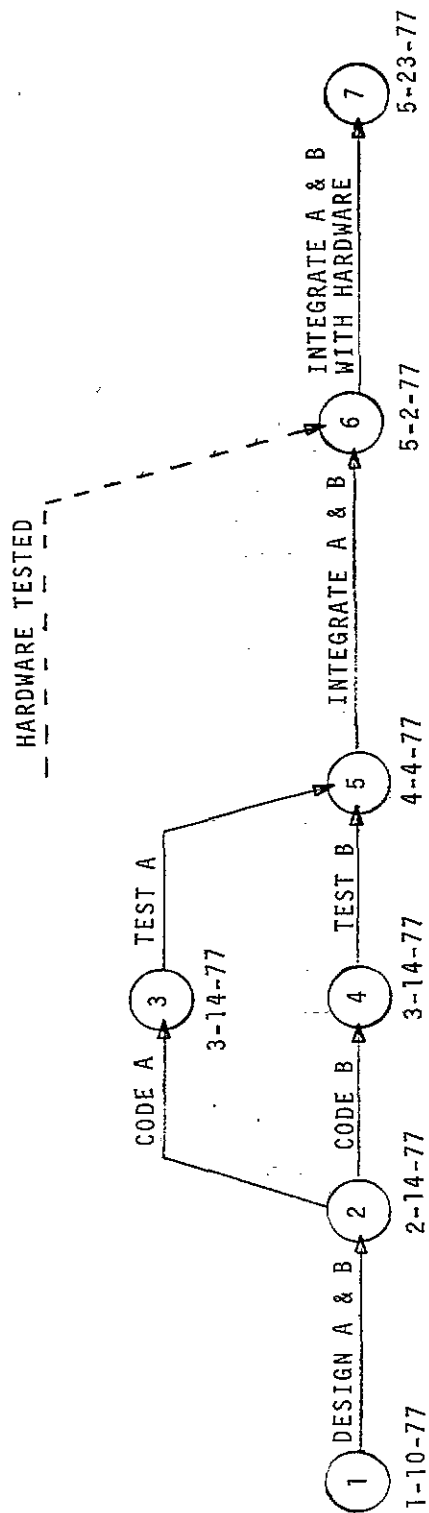 HARDWARE TESTED
CODE A
3
TEST A
3-14-77
1
DESIGN A & B
2
CODE B
4
TEST B
5
INTEGRATE A & B
6
INTEGRATE A & B
WITH HARDWARE
7
1-10-77
2-14-77
3-14-77
4-4-77
5-2-77
5-23-77